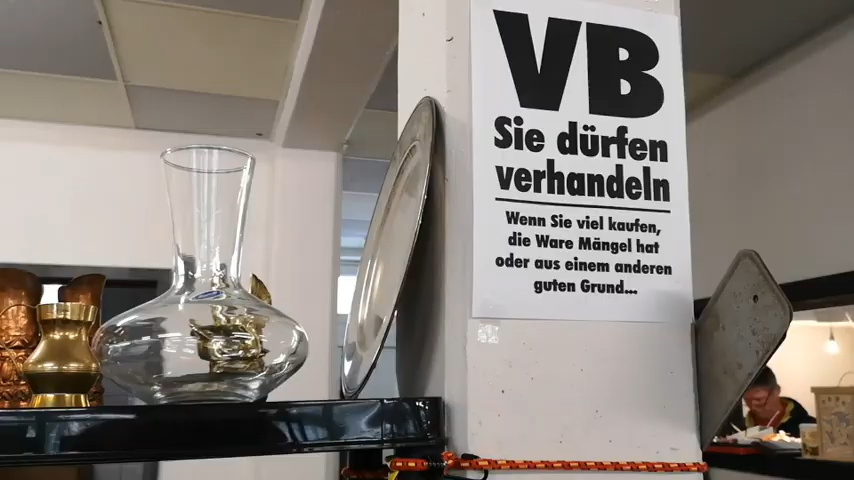 VB
Sie dürfen
verhandeln
Wenn Sie viel kaufen,
die Ware Mängel hat
oder aus einem anderen
guten Grund...